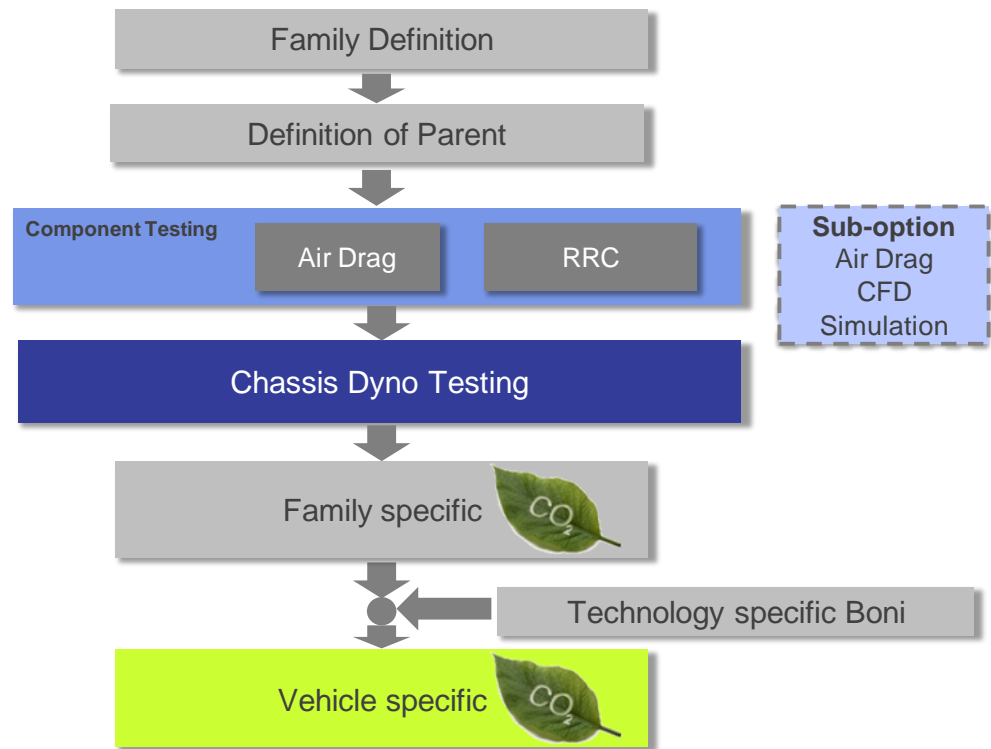 Family Definition
Definition of Parent
Component Testing
Air Drag
RRC
Sub-option
Air Drag
CFD
Simulation
Chassis Dyno Testing
Family specific
CO2
Technology specific Boni
Vehicle specific
CO2